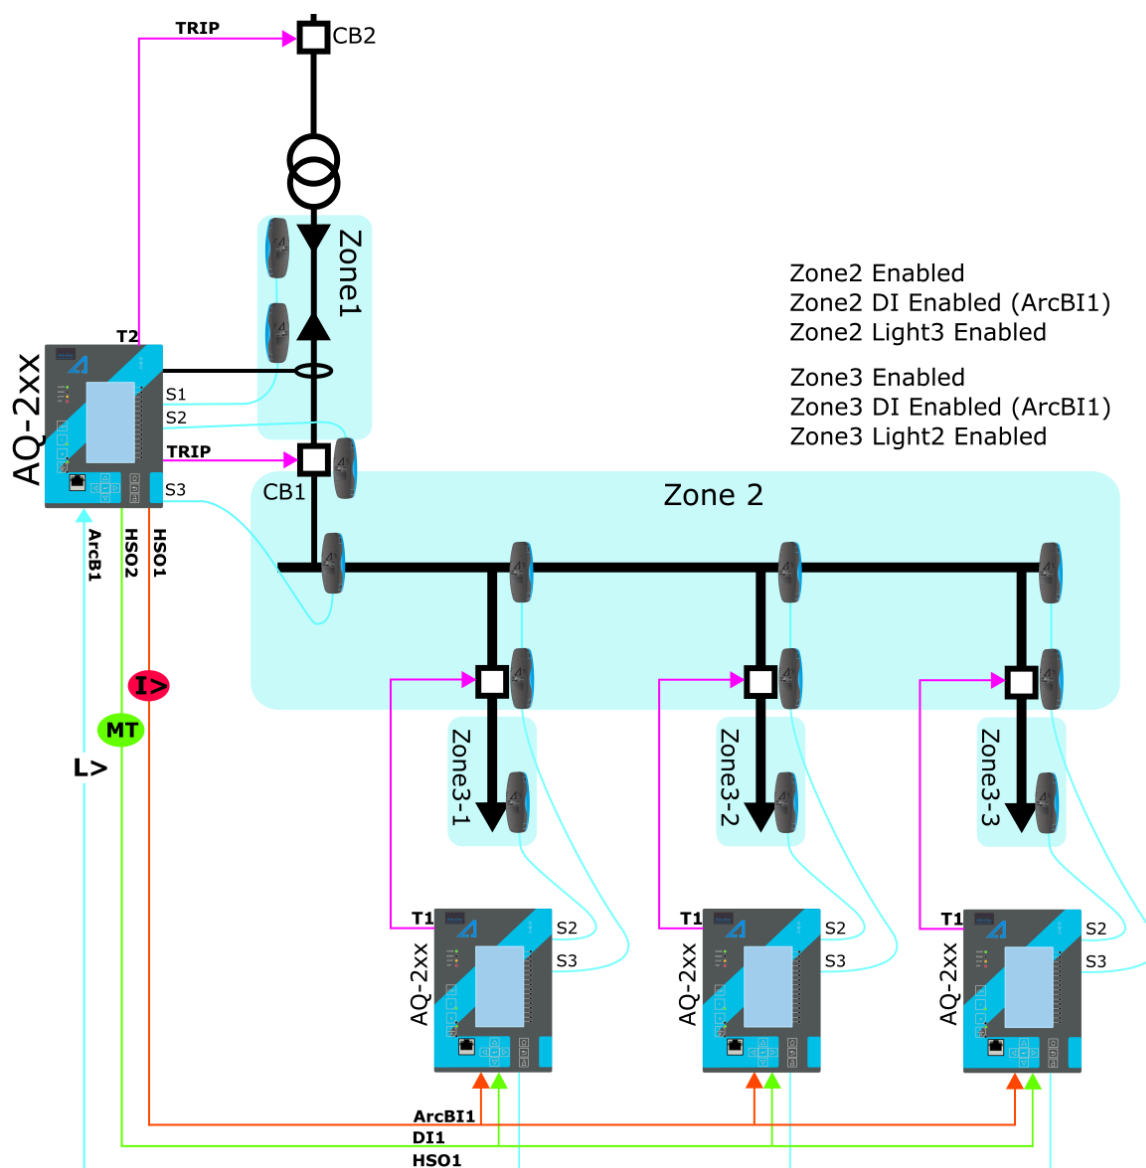 TRIP
CB2
Zone1
Zone2 Enabled
Zone2 DI Enabled (ArcBI1)
Zone2 Light3 Enabled
Zone3 Enabled
Zone3 DI Enabled (ArcBI1)
Zone3 Light2 Enabled
T2
AQ-2xx
S1
S2
TRIP
S3
CB1
Zone 2
ArcB1
HSO2
HSO1
I>
MT
L>
Zone3-1
Zone3-2
Zone3-3
T1
S2
S3
AQ-2xx
T1
S2
S3
AQ-2xx
T1
S2
S3
AQ-2xx
ArcBI1
DI1
HSO1